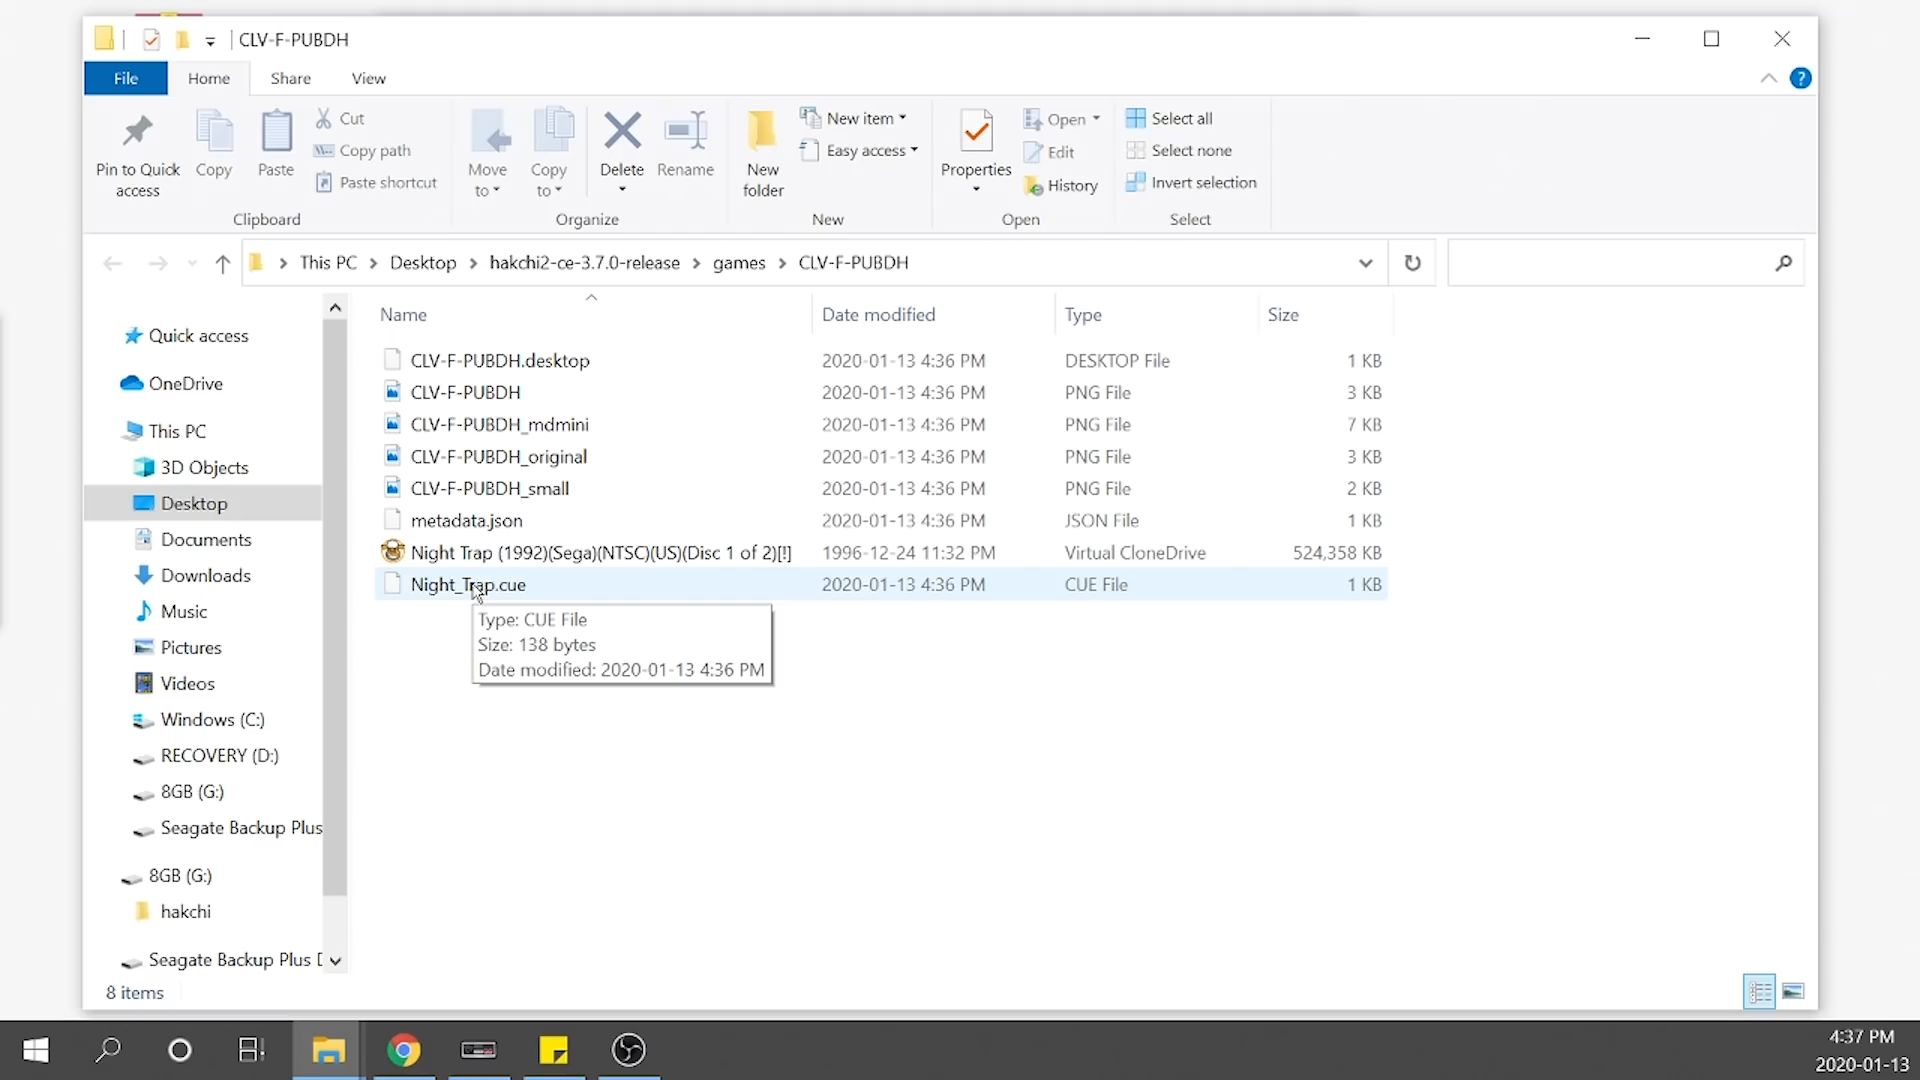 CLV-F-PUBDH
File
Home
Share
View
Pin to Quick access
Copy
Paste
Cut
Copy path
Paste shortcut
Clipboard
Move to
Copy to
Delete
Rename
Organize
New folder
New item
Easy access
New
Properties
Open
Edit
History
Open
Select all
Select none
Invert selection
Select
This PC > Desktop > hakchi2-ce-3.7.0-release > games > CLV-F-PUBDH
Quick access
OneDrive
This PC
3D Objects
Desktop
Documents
Downloads
Music
Pictures
Videos
Windows (C:)
RECOVERY (D:)
8GB (G:)
Seagate Backup Plus
8GB (G:)
hakchi
Seagate Backup Plus
Name Date modified Type Size
CLV-F-PUBDH.desktop 2020-01-13 4:36 PM DESKTOP File 1 KB
CLV-F-PUBDH 2020-01-13 4:36 PM PNG File 3 KB
CLV-F-PUBDH_mdmini 2020-01-13 4:36 PM PNG File 7 KB
CLV-F-PUBDH_original 2020-01-13 4:36 PM PNG File 3 KB
CLV-F-PUBDH_small 2020-01-13 4:36 PM PNG File 2 KB
metadata.json 2020-01-13 4:36 PM JSON File 1 KB
Night Trap (1992)(Sega)(NTSC)(US)(Disc 1 of 2)[!] 1996-12-24 11:32 PM Virtual CloneDrive 524,358 KB
Night_Trap.cue 2020-01-13 4:36 PM CUE File 1 KB
Type: CUE File
Size: 138 bytes
Date modified: 2020-01-13 4:36 PM
8 items
4:37 PM
2020-01-13